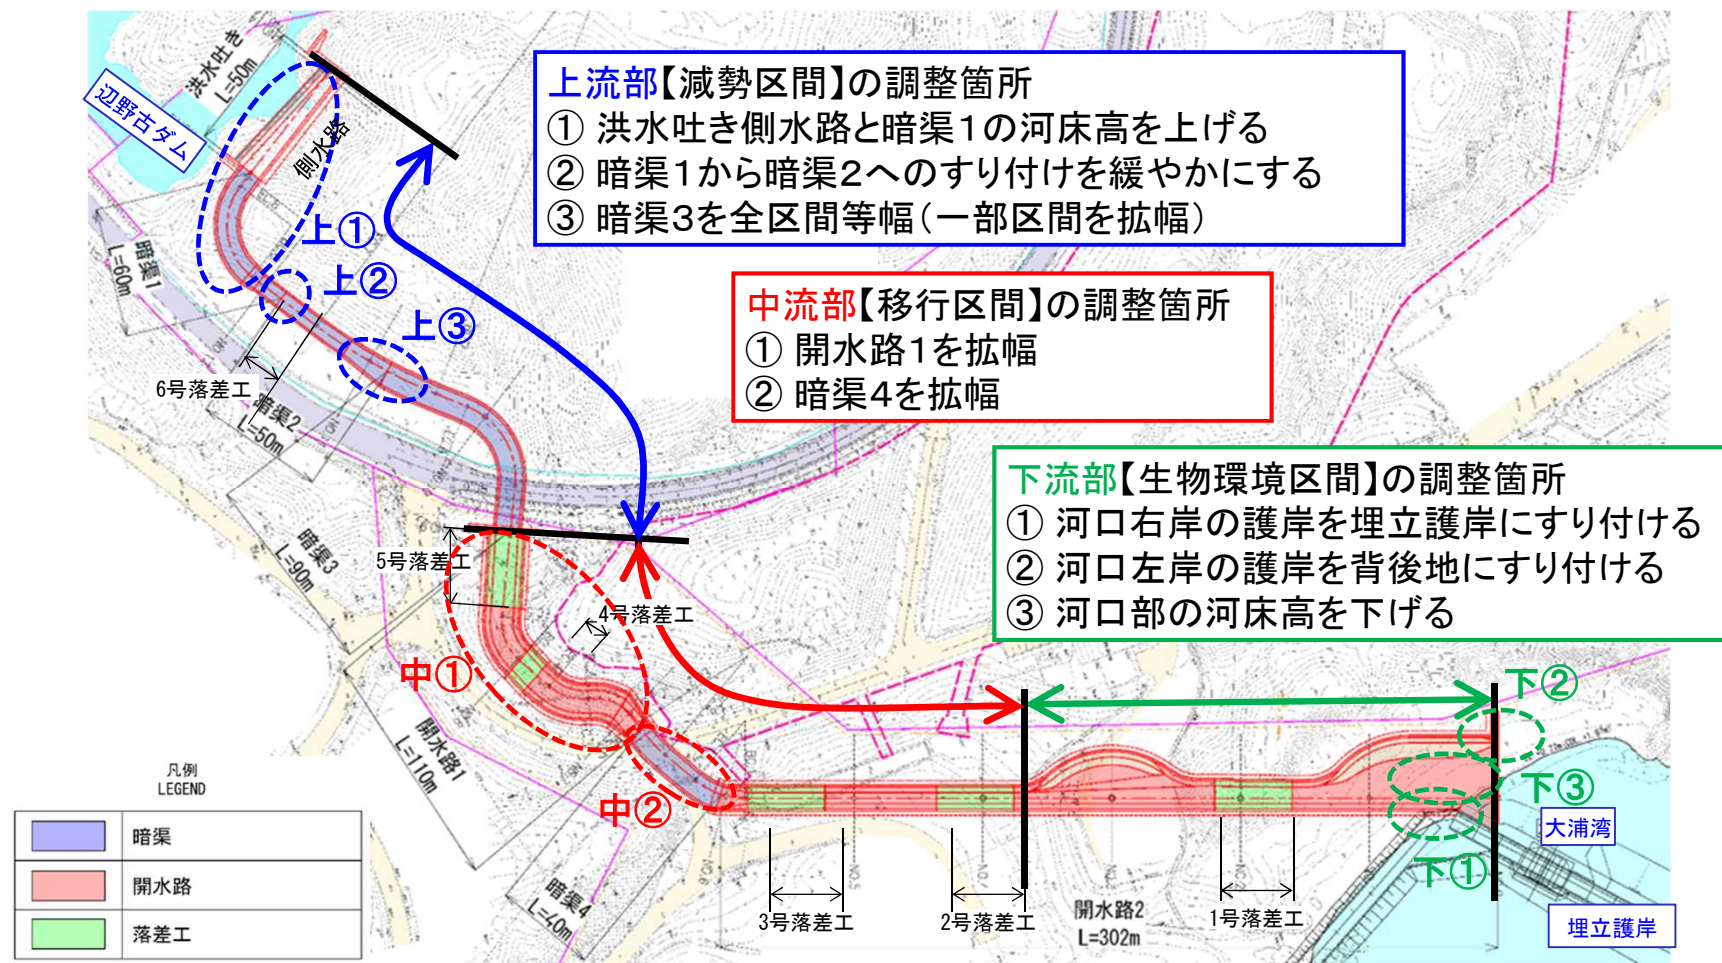 洪水吐き
L=50m
辺野古ダム
側水路
上流部【減勢区間】の調整箇所
① 洪水吐き側水路と暗渠1の河床高を上げる
② 暗渠1から暗渠2へのすり付けを緩やかにする
③ 暗渠3を全区間等幅(一部区間を拡幅)
上①
暗渠1
L=60m
上②
上③
中流部【移行区間】の調整箇所
① 開水路1を拡幅
② 暗渠4を拡幅
6号落差工
暗渠2
L=50m
下流部【生物環境区間】の調整箇所
① 河口右岸の護岸を埋立護岸にすり付ける
② 河口左岸の護岸を背後地にすり付ける
③ 河口部の河床高を下げる
暗渠3
L=90m
5号落差工
4号落差工
中①
下②
開水路1
L=110m
中②
下③
大浦湾
下①
凡例
LEGEND
暗渠
開水路
落差工
暗渠4
L=40m
3号落差工
2号落差工
開水路2
L=302m
1号落差工
埋立護岸